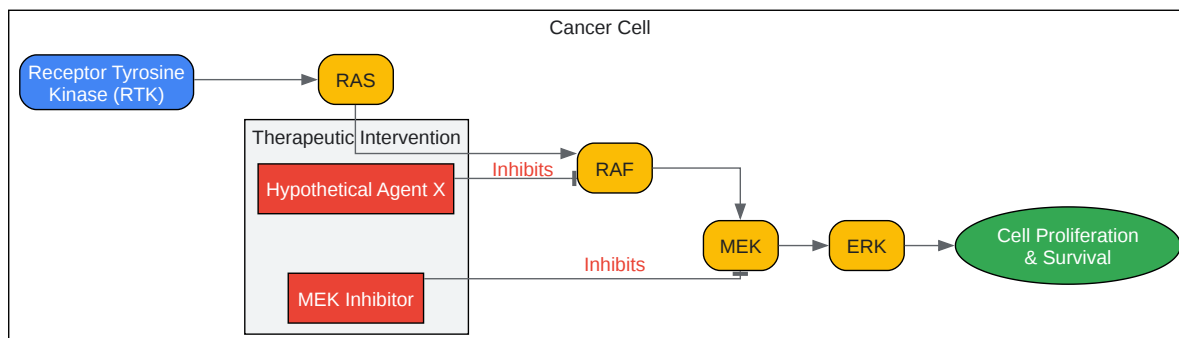 Cancer Cell
Receptor Tyrosine
Kinase (RTK)
RAS
Therapeutic Intervention
Hypothetical Agent X
Inhibits
RAF
MEK
ERK
Cell Proliferation
& Survival
Inhibits
MEK Inhibitor